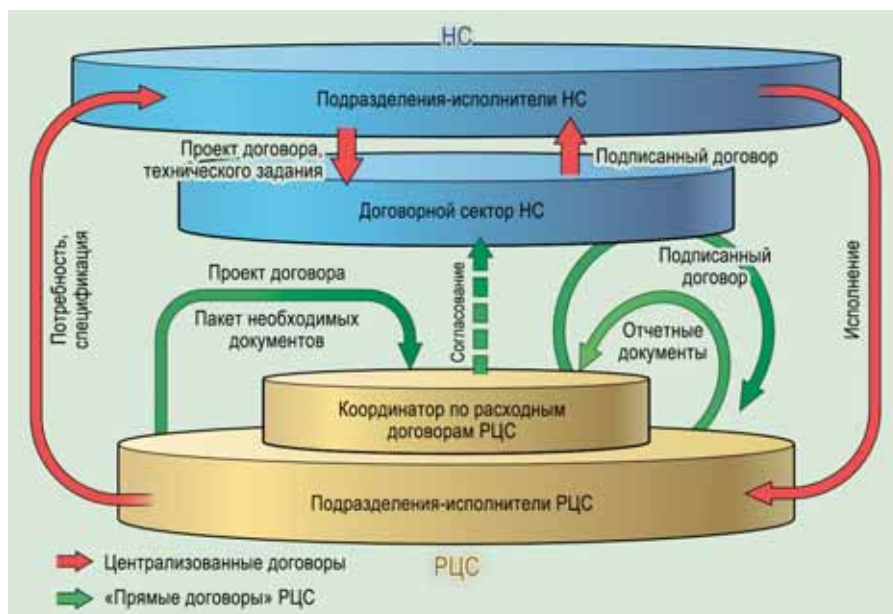 НС
Подразделения-исполнители НС
Проект договора,
технического задания
Подписанный договор
Договорной сектор НС
Потребность,
спецификация
Проект договора
Пакет необходимых
документов
Согласование
Подписанный
договор
Отчетные
документы
Исполнение
Координатор по расходным
договорам РЦС
Подразделения-исполнители РЦС
РЦС
Централизованные договоры
«Прямые договоры» РЦС